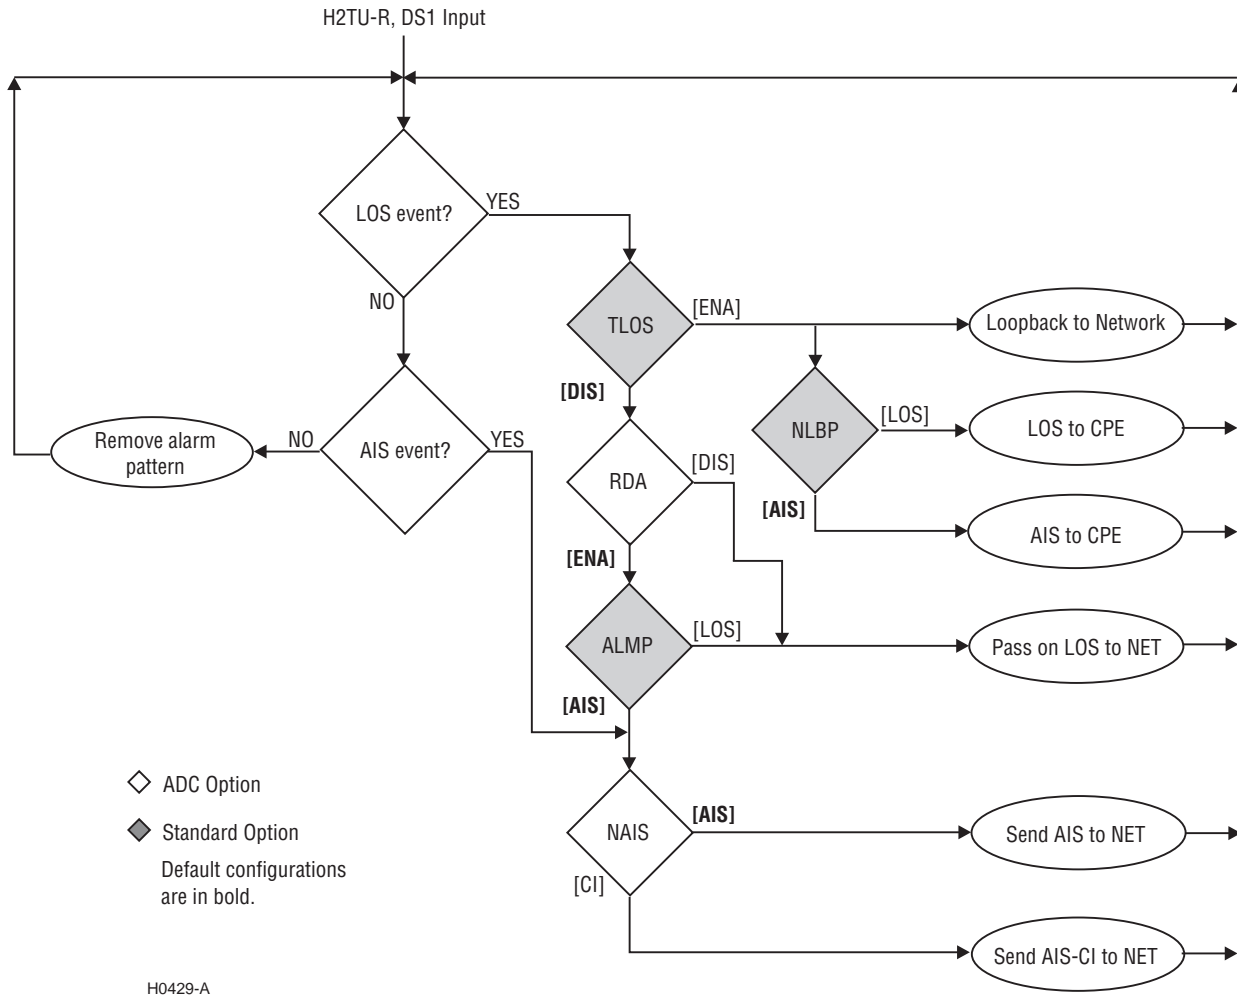 H2TU-R, DS1 Input
LOS event?
YES
NO
TLOS
[ENA]
Loopback to Network
[DIS]
NLBP
[LOS]
LOS to CPE
Remove alarm
pattern
NO
AIS event?
YES
RDA
[DIS]
[AIS]
AIS to CPE
[ENA]
ALMP
[LOS]
Pass on LOS to NET
[AIS]
ADC Option
Standard Option
Default configurations
are in bold.
NAIS
[AIS]
Send AIS to NET
[CI]
Send AIS-CI to NET
H0429-A